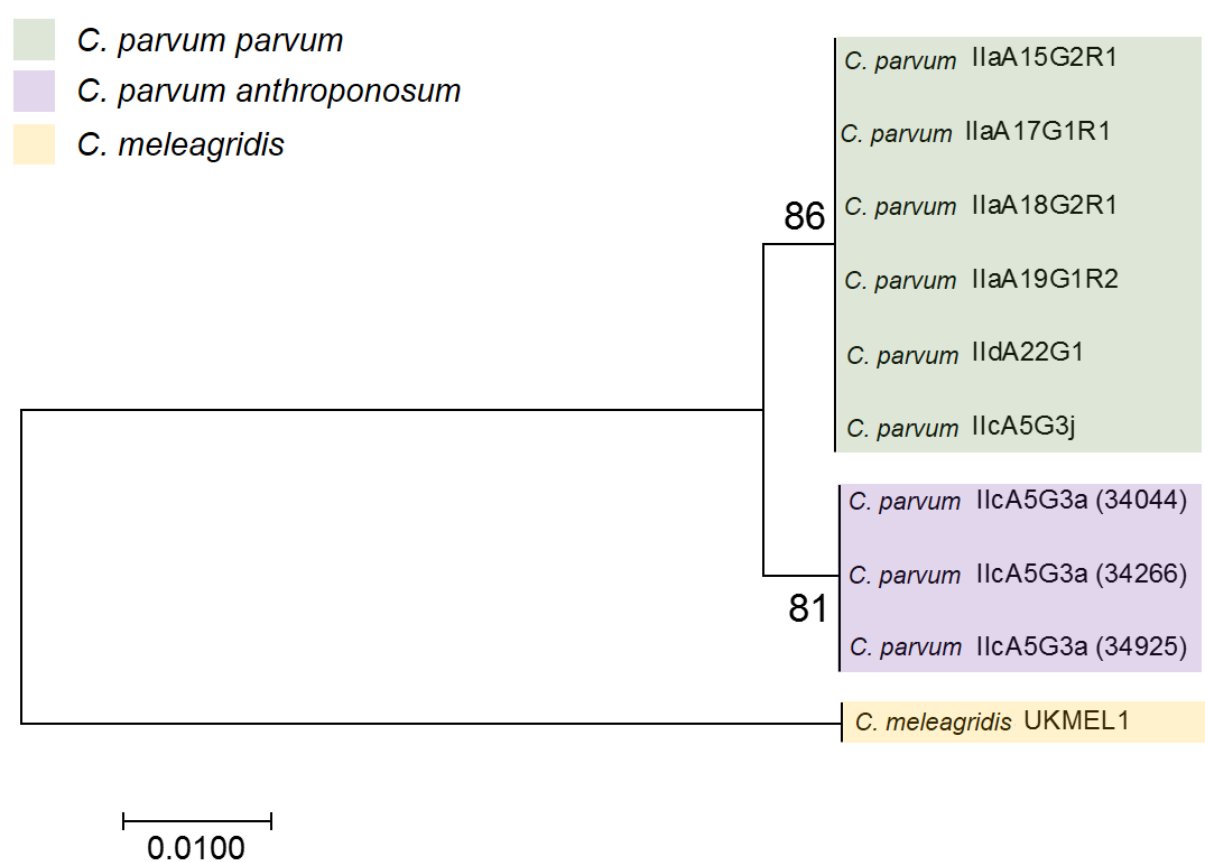 C. parvum parvum
C. parvum anthroponosum
C. meleagridis
C. parvum IIaA15G2R1
C. parvum IIaA17G1R1
86
C. parvum IIaA18G2R1
C. parvum IIaA19G1R2
C. parvum IIdA22G1
C. parvum IIcA5G3j
C. parvum IIcA5G3a (34044)
C. parvum IIcA5G3a (34266)
81
C. parvum IIcA5G3a (34925)
C. meleagridis UKMEL1
0.0100